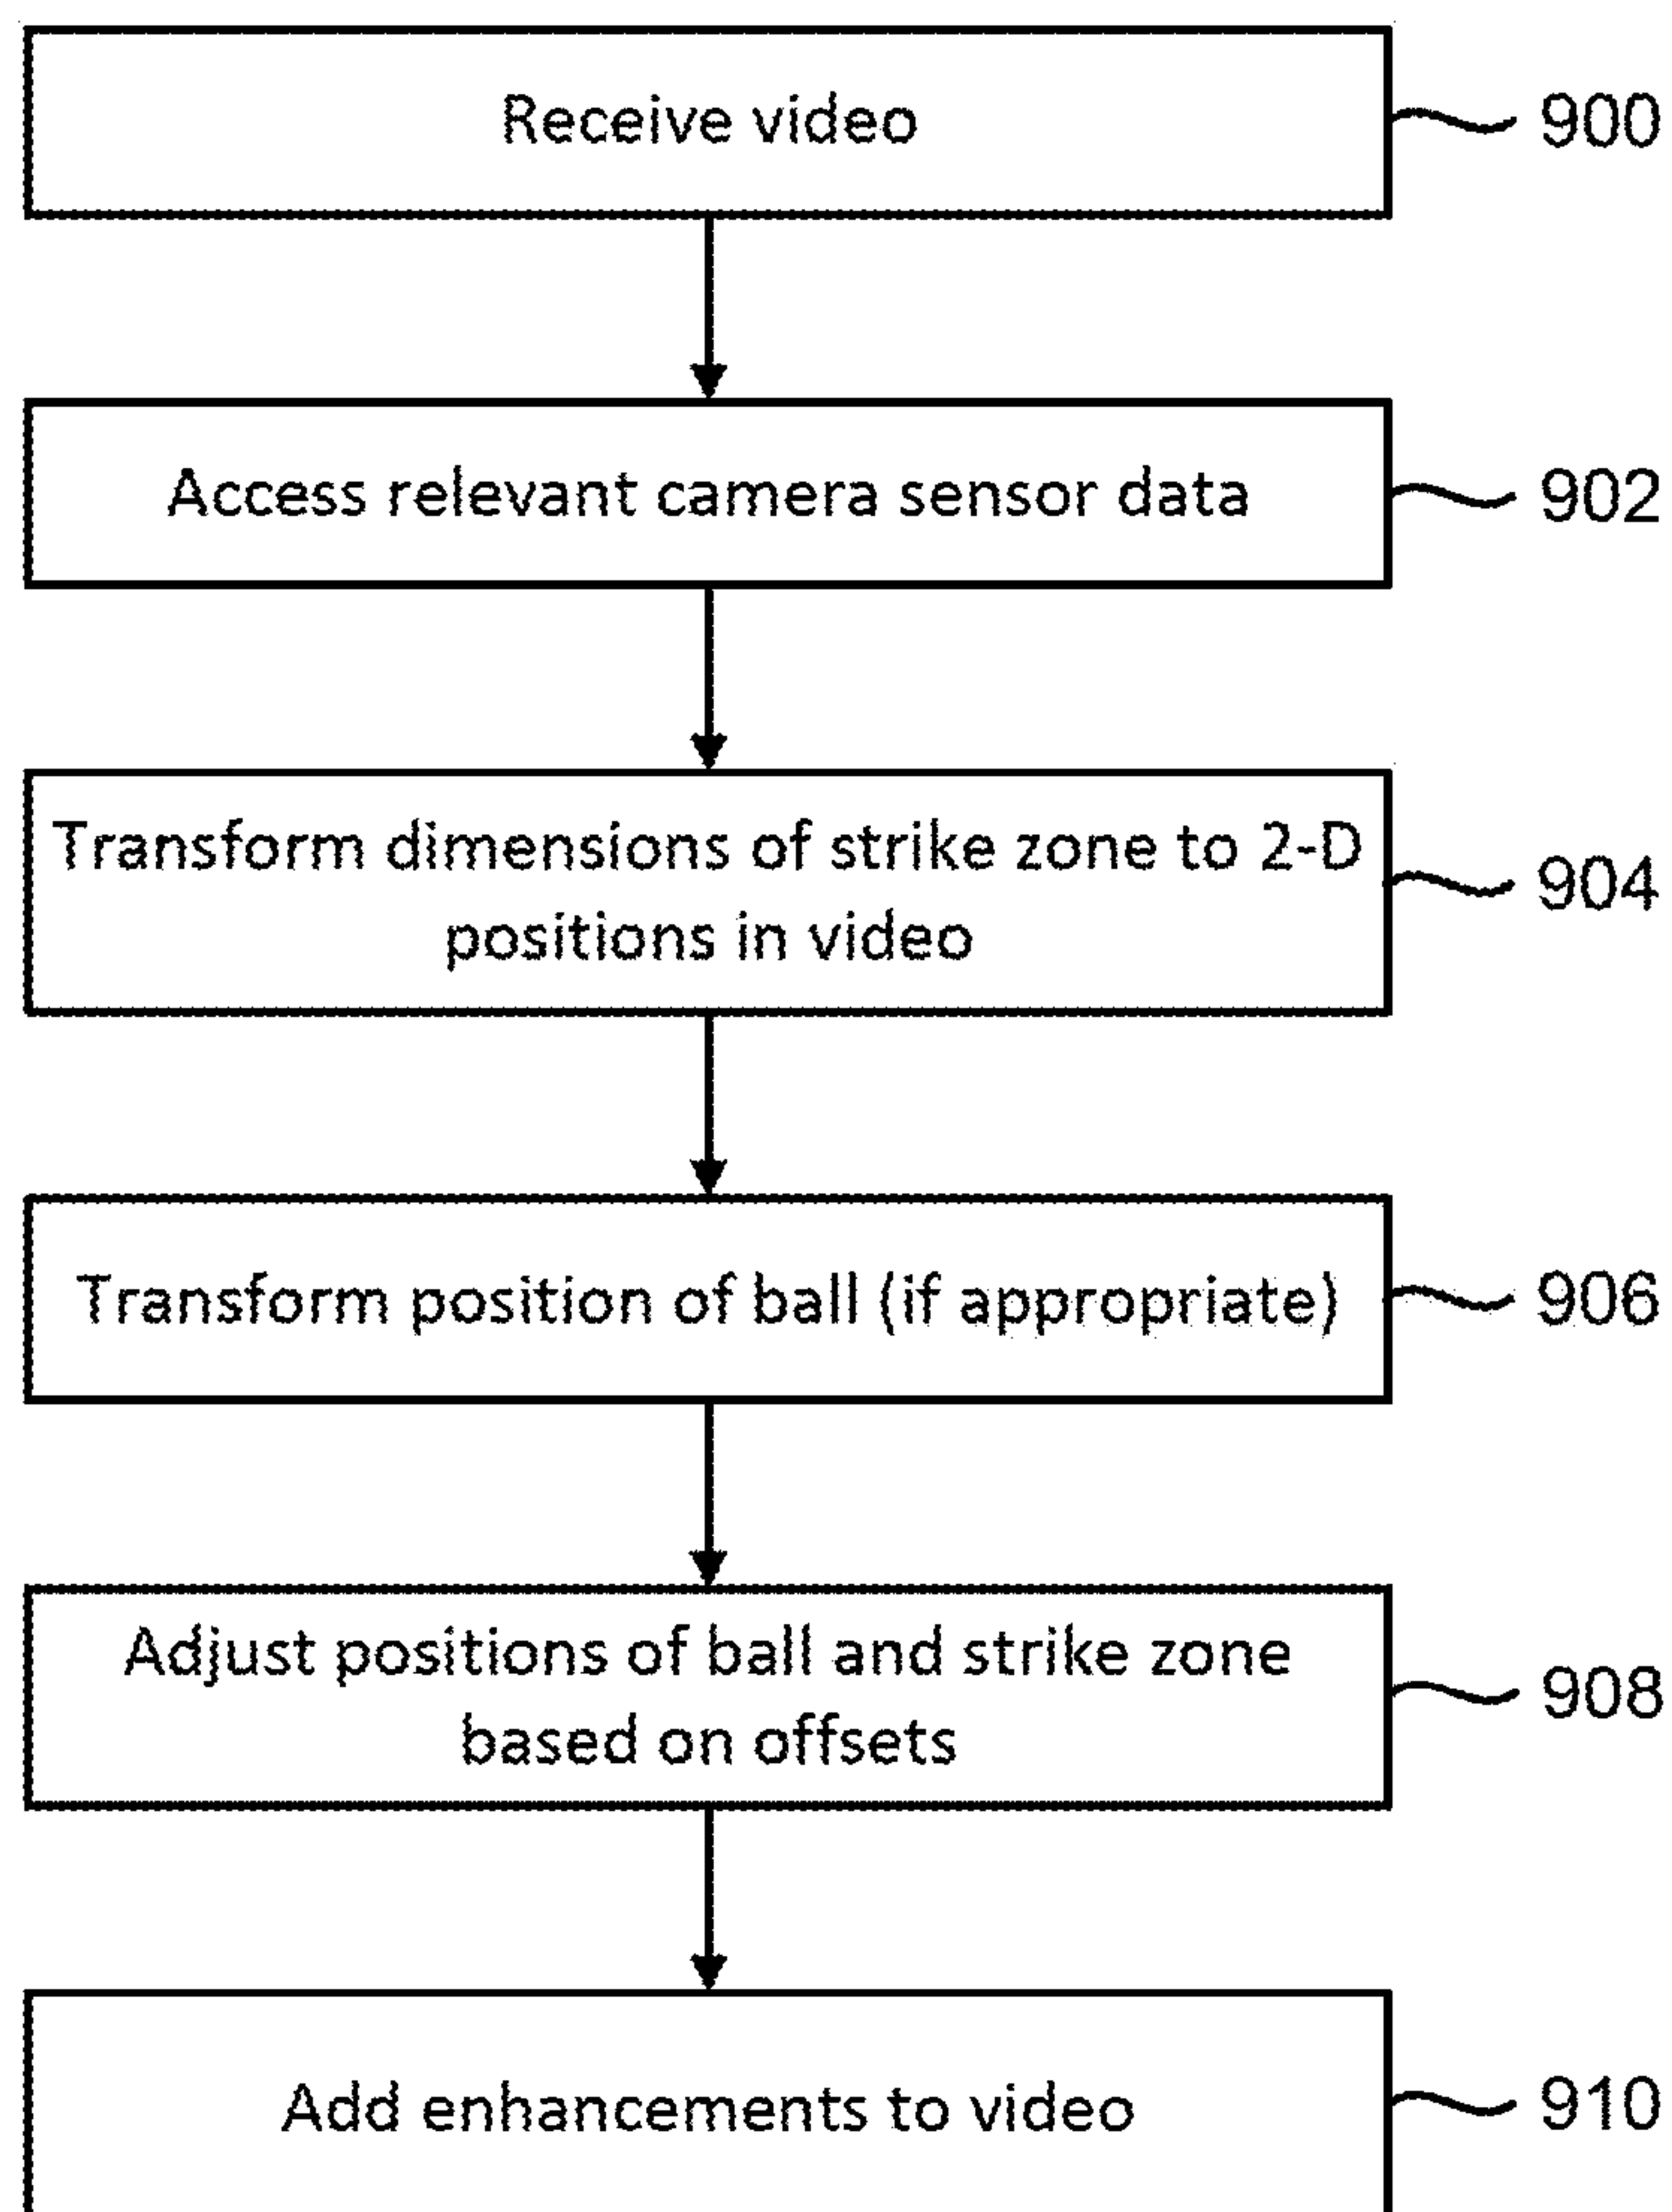 Receive video
900
Access relevant camera sensor data
902
Transform dimensions of strike zone to 2-D
positions in video
904
Transform position of ball (if appropriate)
906
Adjust positions of ball and strike zone
based on offsets
908
Add enhancements to video
910